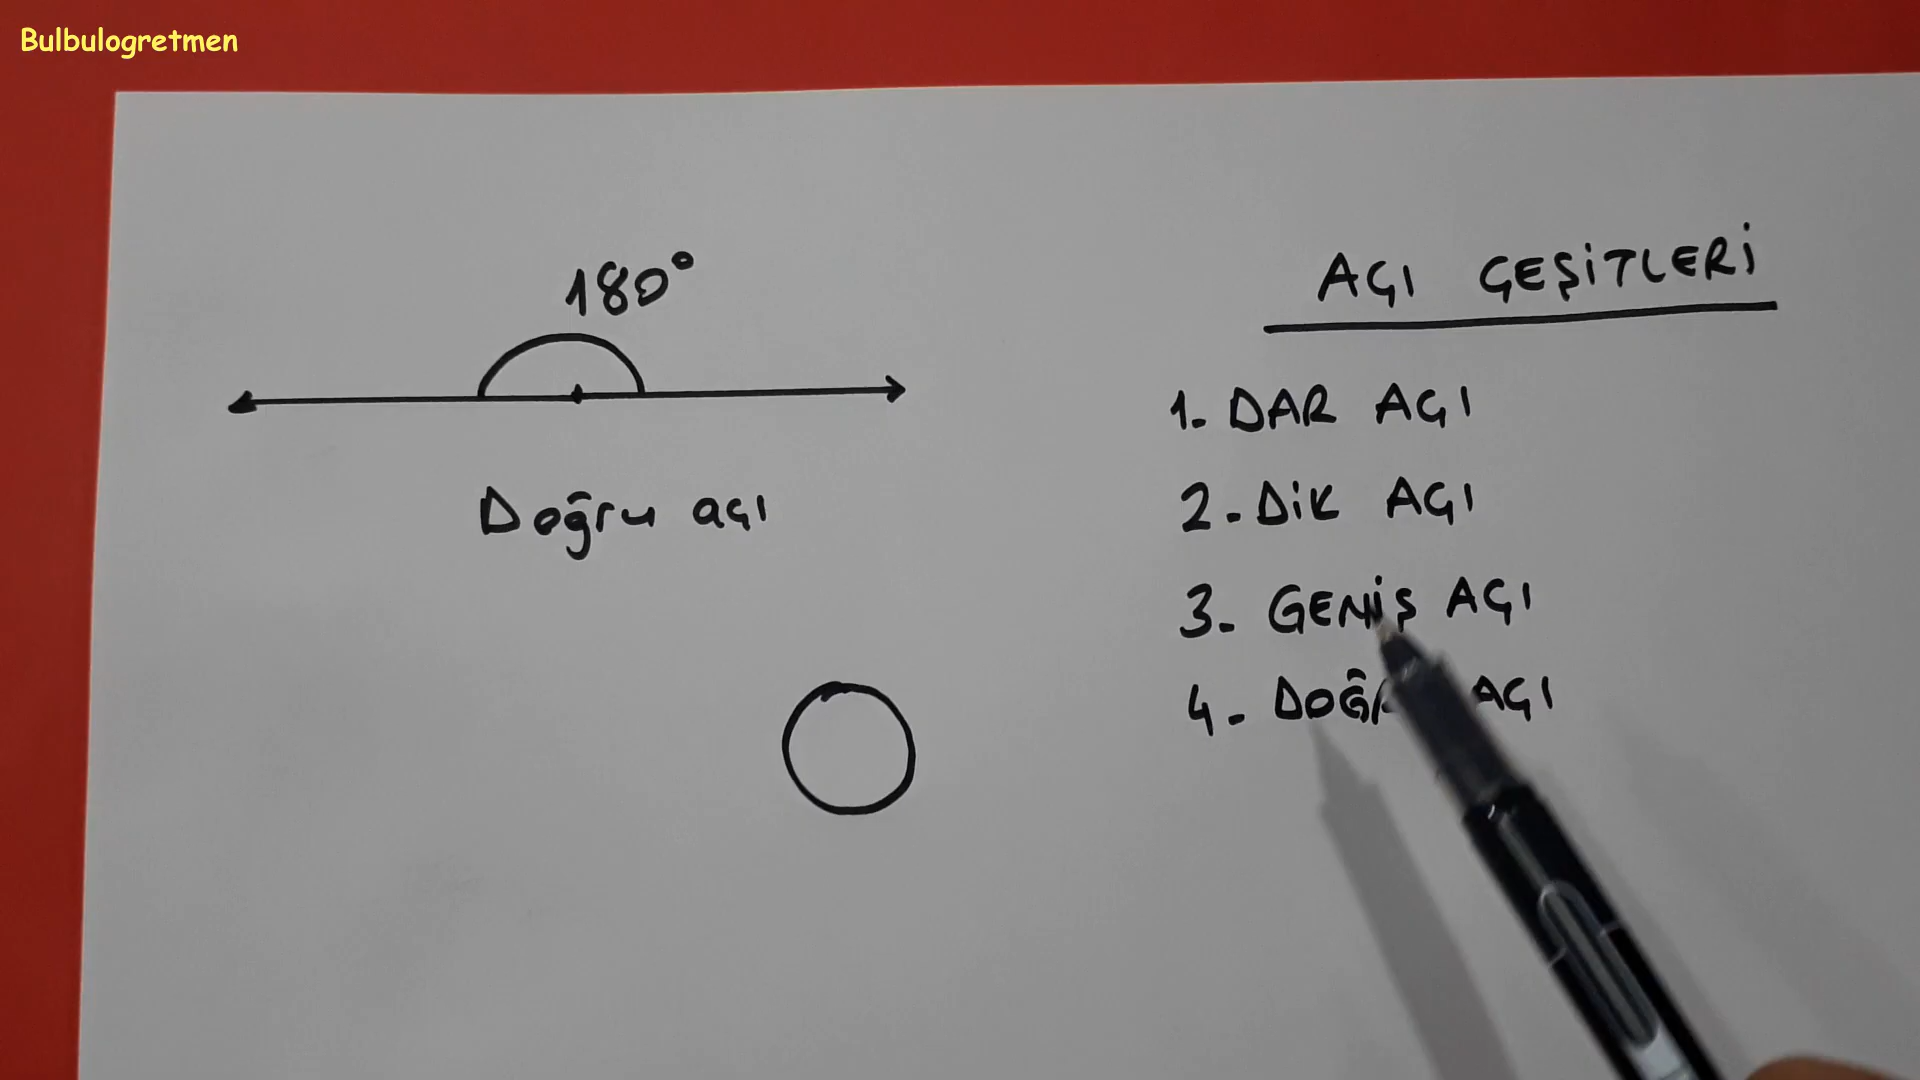 Bulbulogretmen
180°
Doğru açı
AÇI ÇEŞİTLERİ
1. DAR AÇI
2. DİK AÇI
3. GENİŞ AÇI
4. AÇI